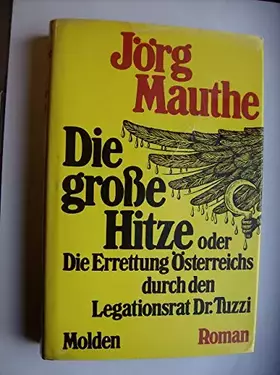 Jörg
Mauthe
Die
große
Hitze oder
Die Errettung Österreichs
durch den
Legationsrat Dr. Tuzzi
Molden Roman